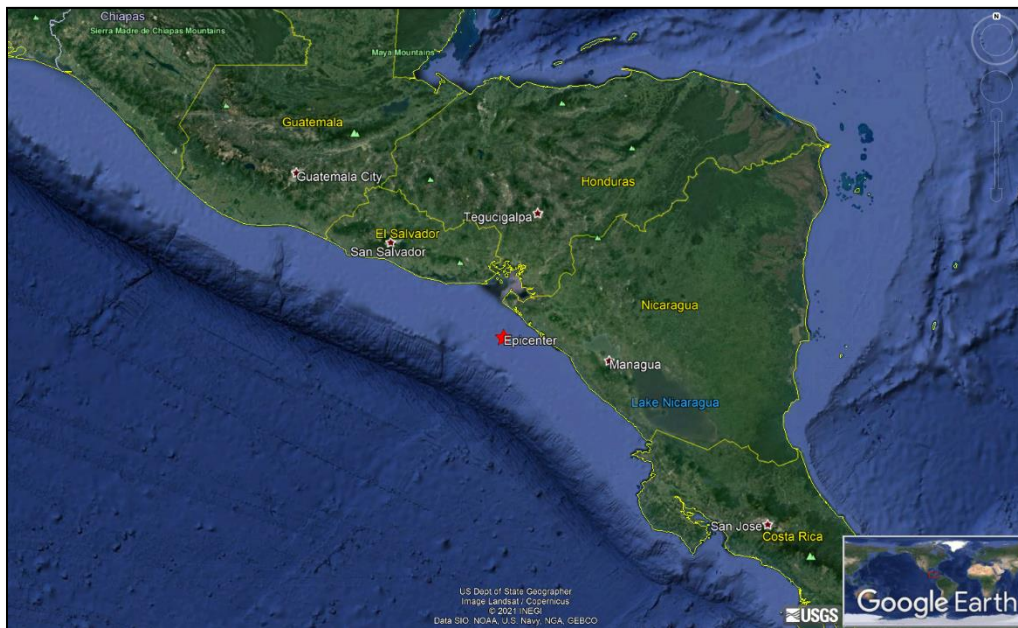 Chiapas
Sierra Madre de Chiapas Mountains
Maya Mountains
N
Guatemala
Guatemala City
Honduras
Tegucigalpa
El Salvador
San Salvador
Nicaragua
Epicenter
Managua
Lake Nicaragua
San Jose
Costa Rica
US Dept of State Geographer
Image Landsat / Copernicus
© 2021 INEGI
Data SIO, NOAA, U.S. Navy, NGA, GEBCO
USGS
Google Earth